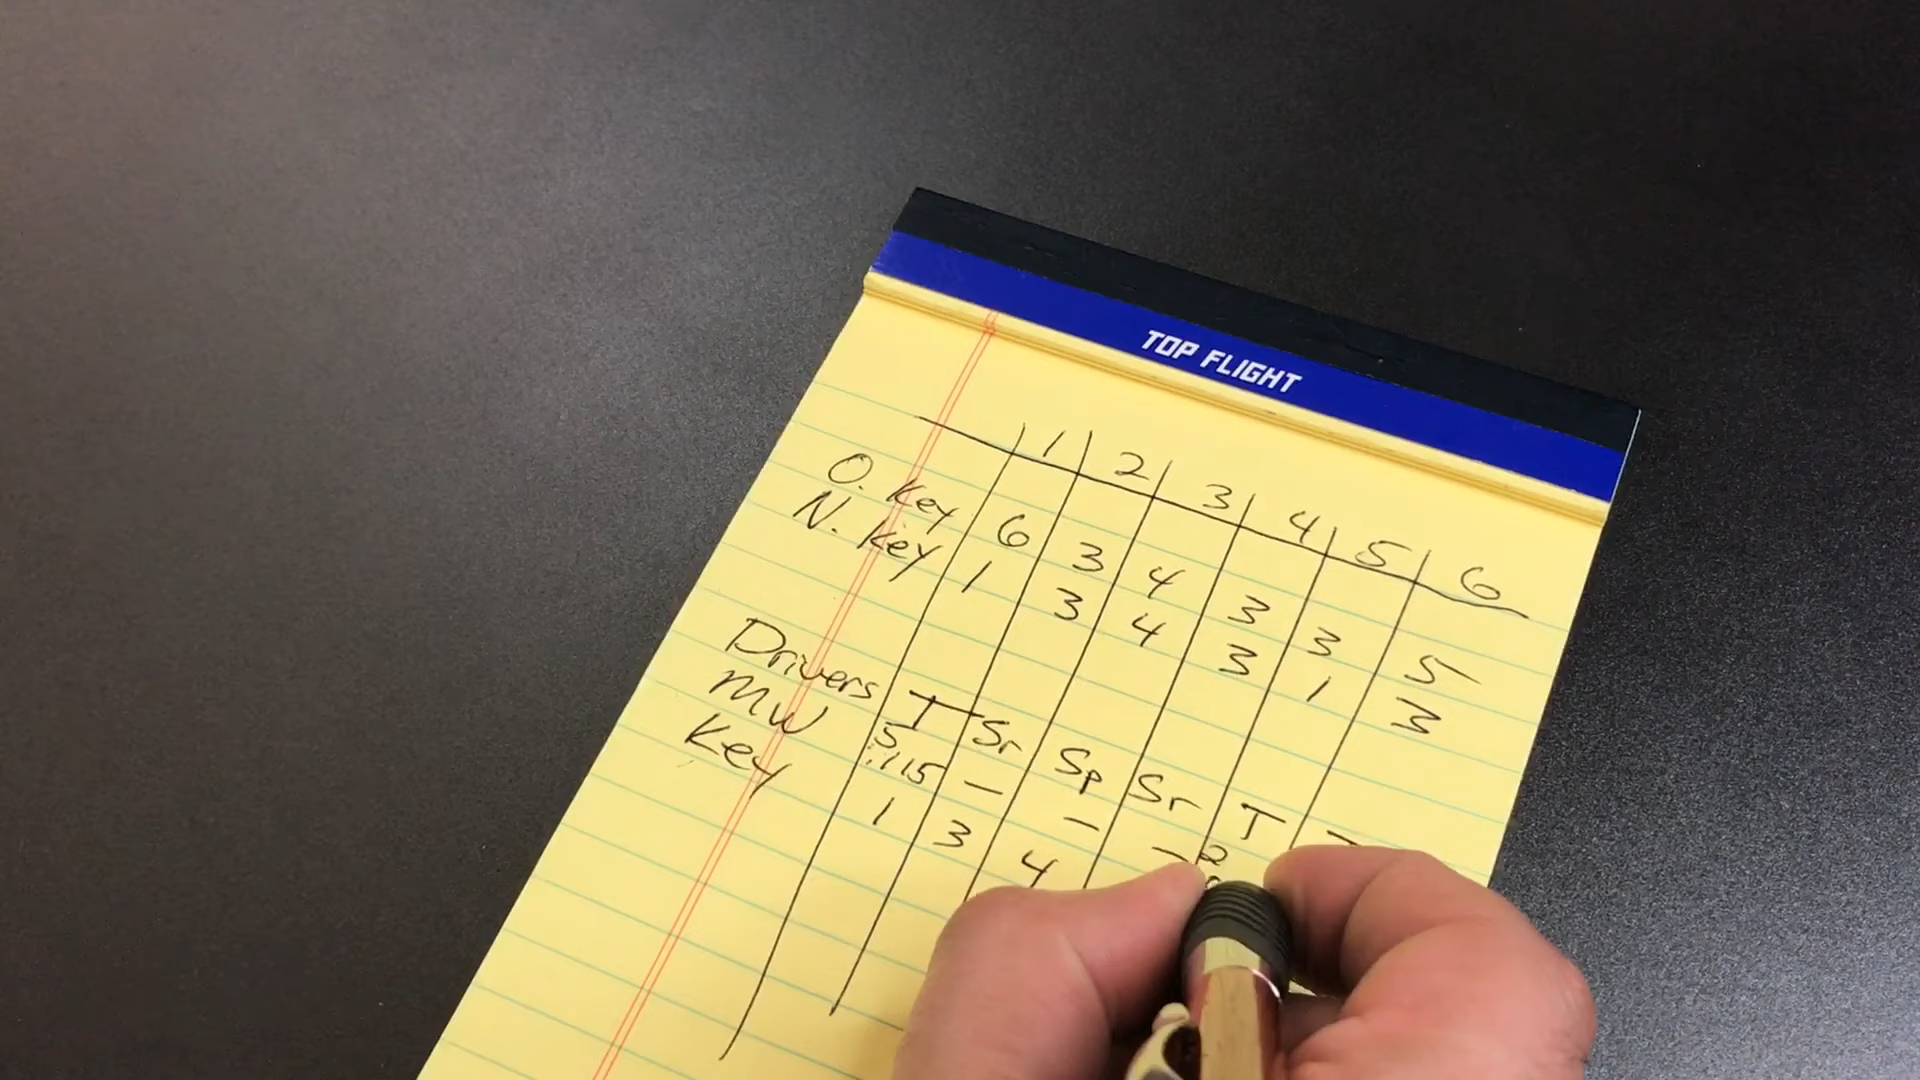 TOP FLIGHT
1 2 3 4 5 6
O. Key 6 3 4 3 3 5
N. Key 1 3 4 3 1 3
Drivers T Sr Sp Sr T T
MW S, .115 — — —
Key 1 3 4